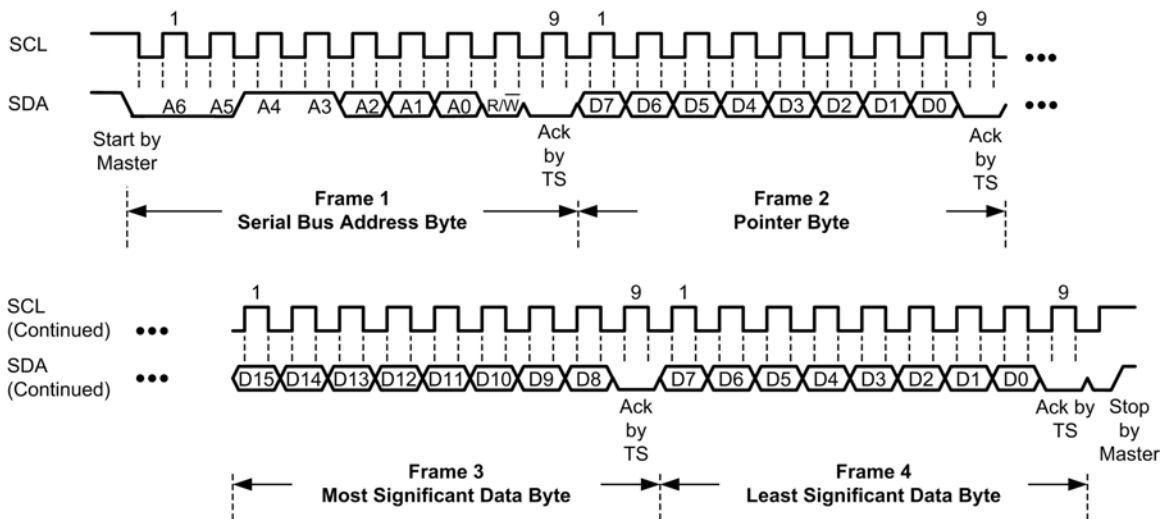 1 9 1 9
SCL
SDA A6 A5 A4 A3 A2 A1 A0 R/W̅ D7 D6 D5 D4 D3 D2 D1 D0
Start by
Master
Ack
by
TS
Ack
by
TS
Frame 1
Serial Bus Address Byte
Frame 2
Pointer Byte
1 9 1 9
SCL
(Continued)
SDA
(Continued)
D15 D14 D13 D12 D11 D10 D9 D8 D7 D6 D5 D4 D3 D2 D1 D0
Ack
by
TS
Ack by
TS
Stop
by
Master
Frame 3
Most Significant Data Byte
Frame 4
Least Significant Data Byte